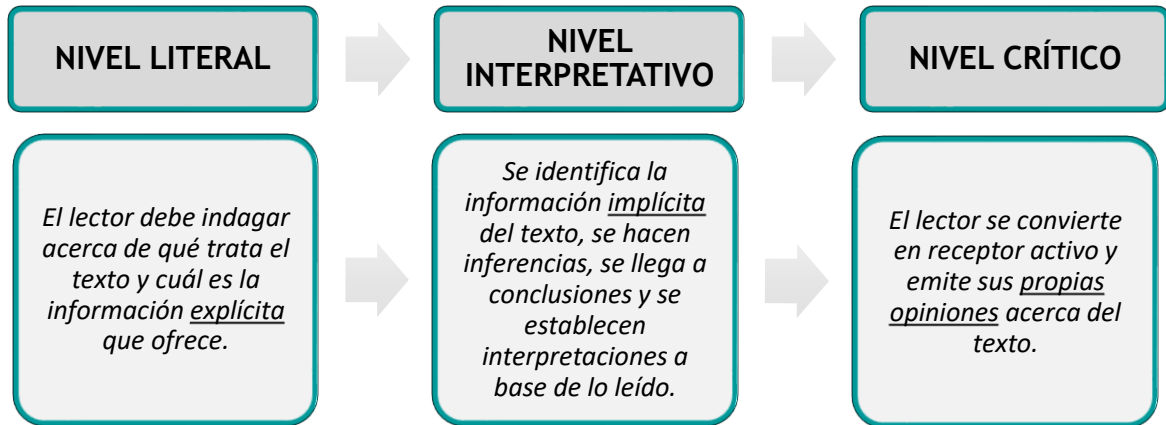 NIVEL LITERAL
NIVEL
INTERPRETATIVO
NIVEL CRÍTICO
El lector debe indagar
acerca de qué trata el
texto y cuál es la
información explícita
que ofrece.
Se identifica la
información implícita
del texto, se hacen
inferencias, se llega a
conclusiones y se
establecen
interpretaciones a
base de lo leído.
El lector se convierte
en receptor activo y
emite sus propias
opiniones acerca del
texto.